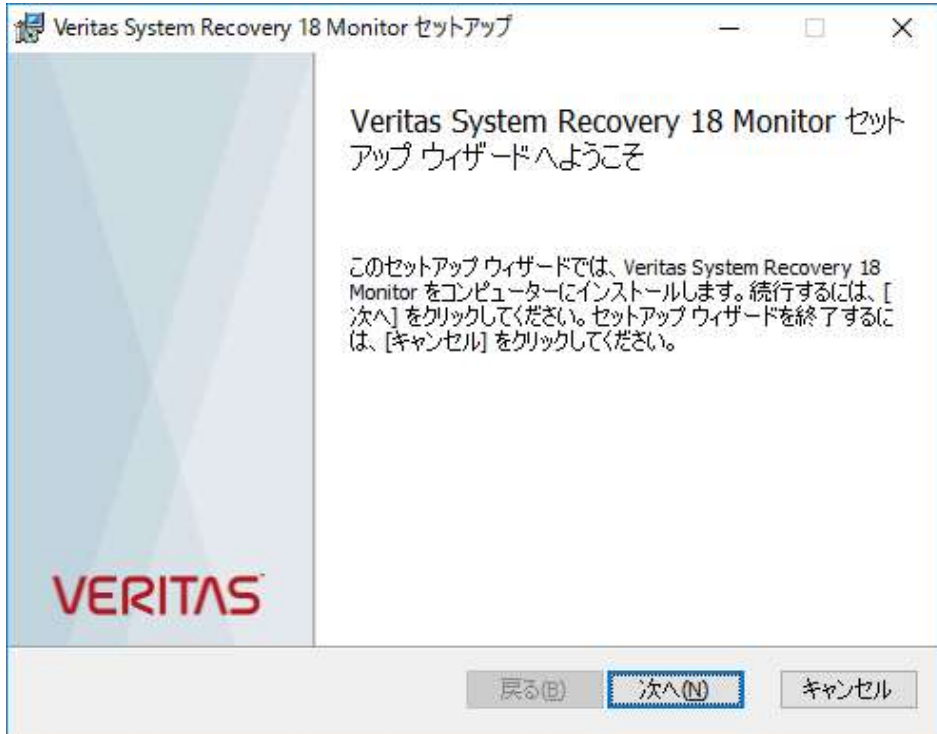 Veritas System Recovery 18 Monitor セットアップ
Veritas System Recovery 18 Monitor セット
アップ ウィザードへようこそ
このセットアップ ウィザードでは、Veritas System Recovery 18
Monitor をコンピューターにインストールします。続行するには、[
次へ] をクリックしてください。セットアップ ウィザードを終了するに
は、[キャンセル] をクリックしてください。
VERITAS
戻る(B)
次へ(N)
キャンセル